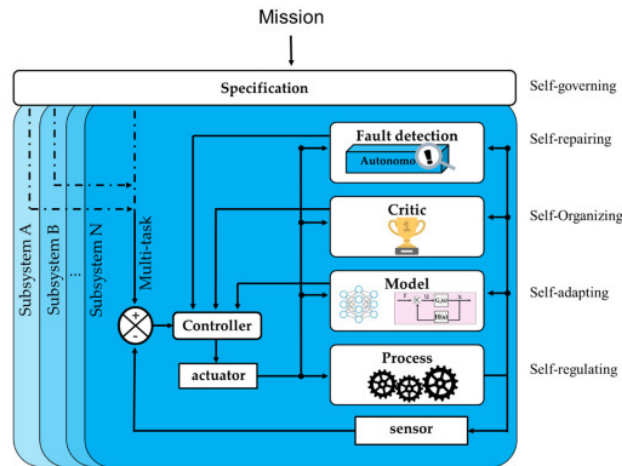 Mission
Specification
Self-governing
Fault detection
Autonomo
!
Self-repairing
Critic
1
Self-Organizing
Model
Self-adapting
Process
Self-regulating
Subsystem A
Subsystem B
...
Subsystem N
Multi-task
+
-
Controller
actuator
sensor